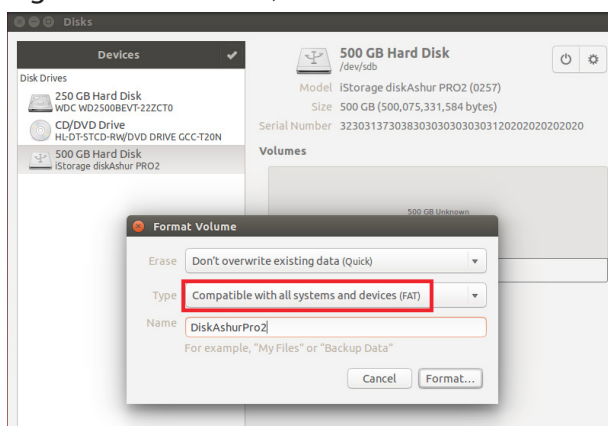 Disks
Devices
Disk Drives
250 GB Hard Disk
WDC WD2500BEVT-22ZCT0
CD/DVD Drive
HL-DT-STCD-RW/DVD DRIVE GCC-T20N
500 GB Hard Disk
iStorage diskAshur PRO2
500 GB Hard Disk
/dev/sdb
Model iStorage diskAshur PRO2 (0257)
Size 500 GB (500,075,331,584 bytes)
Serial Number
Volumes
500 GB Unknown
Format Volume
Erase Don't overwrite existing data (Quick)
Type Compatible with all systems and devices (FAT)
Name DiskAshurPro2
For example, "My Files" or "Backup Data"
Cancel Format...